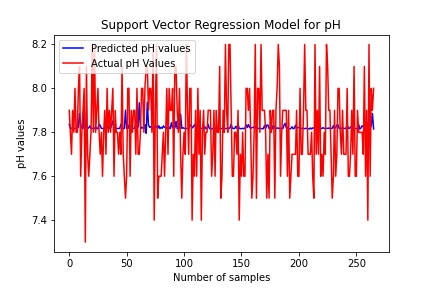 Support Vector Regression Model for pH
Predicted pH values
Actual pH Values
8.2
8.0
7.8
7.6
7.4
pH values
0
50
100
150
200
250
Number of samples